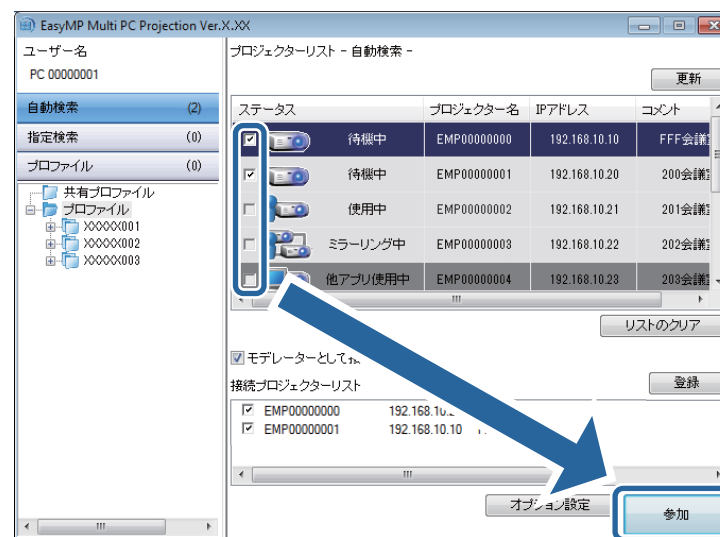 EasyMP Multi PC Projection Ver.X.XX
ユーザー名
PC 00000001
プロジェクターリスト - 自動検索 -
更新
自動検索 (2)
指定検索 (0)
プロファイル (0)
共有プロファイル
プロファイル
XXXXX001
XXXXX002
XXXXX003
ステータス プロジェクター名 IPアドレス コメント
待機中 EMP00000000 192.168.10.10 FFF会議
待機中 EMP00000001 192.168.10.20 200会議
使用中 EMP00000002 192.168.10.21 201会議
ミラーリング中 EMP00000003 192.168.10.22 202会議
他アプリ使用中 EMP00000004 192.168.10.23 203会議
リストのクリア
モデレーターとして
接続プロジェクターリスト
登録
EMP00000000 192.168.10.
EMP00000001 192.168.10.10
オプション設定
参加